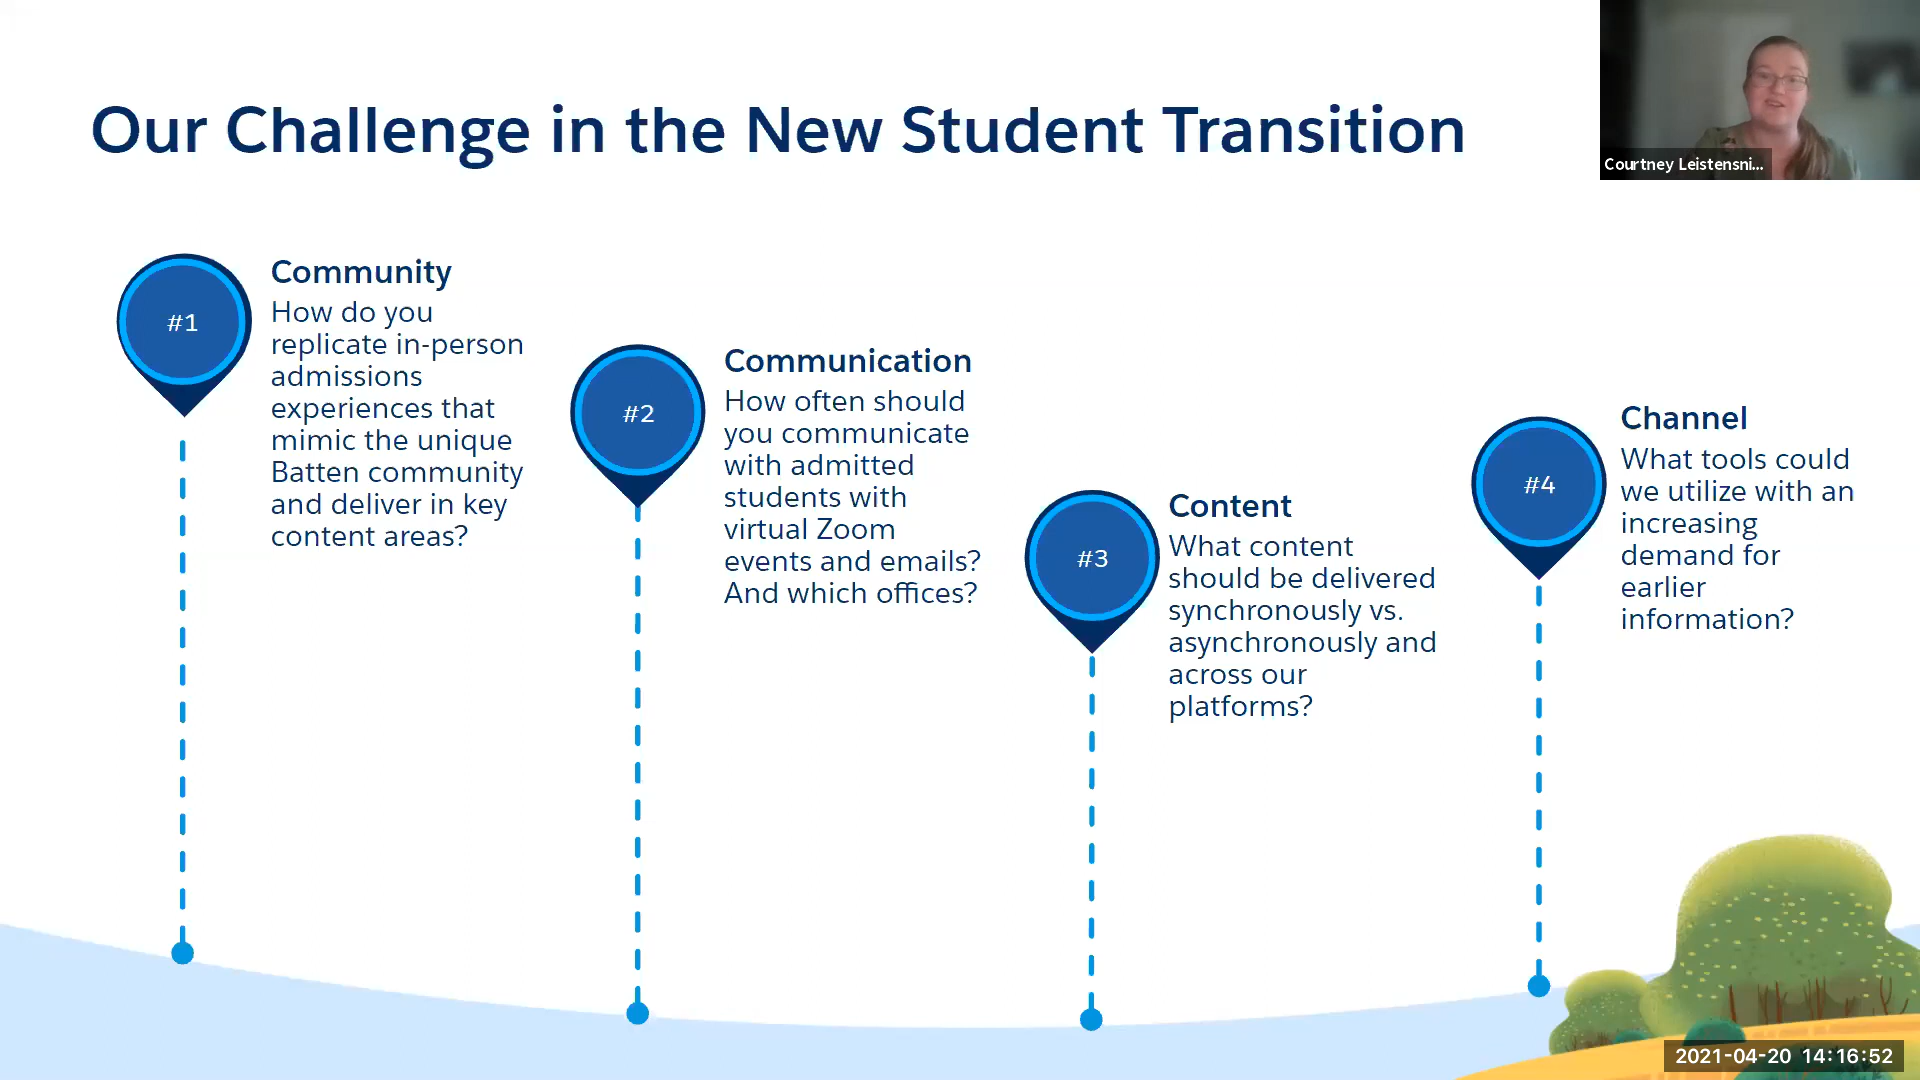 Our Challenge in the New Student Transition
Courtney Leistensni...
#1
Community
How do you
replicate in-person
admissions
experiences that
mimic the unique
Batten community
and deliver in key
content areas?
#2
Communication
How often should
you communicate
with admitted
students with
virtual Zoom
events and emails?
And which offices?
#3
Content
What content
should be delivered
synchronously vs.
asynchronously and
across our
platforms?
#4
Channel
What tools could
we utilize with an
increasing
demand for
earlier
information?
2021-04-20 14:16:52